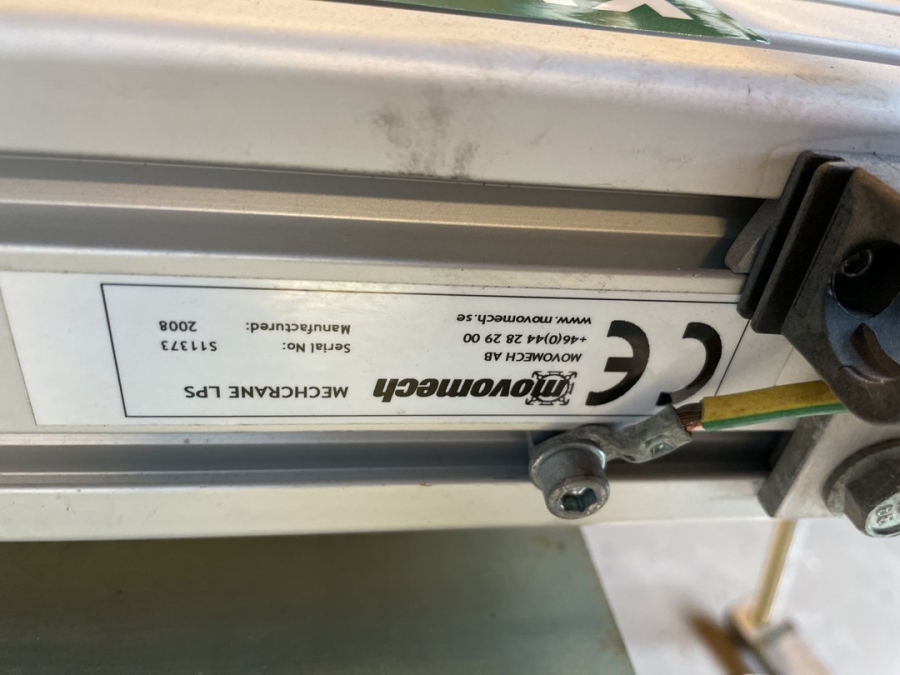 movomech
MECHCRANE LPS
MOVOMECH AB
+46(0)44 28 29 00
www.movomech.se
Serial No: S11373
Manufactured: 2008
CE